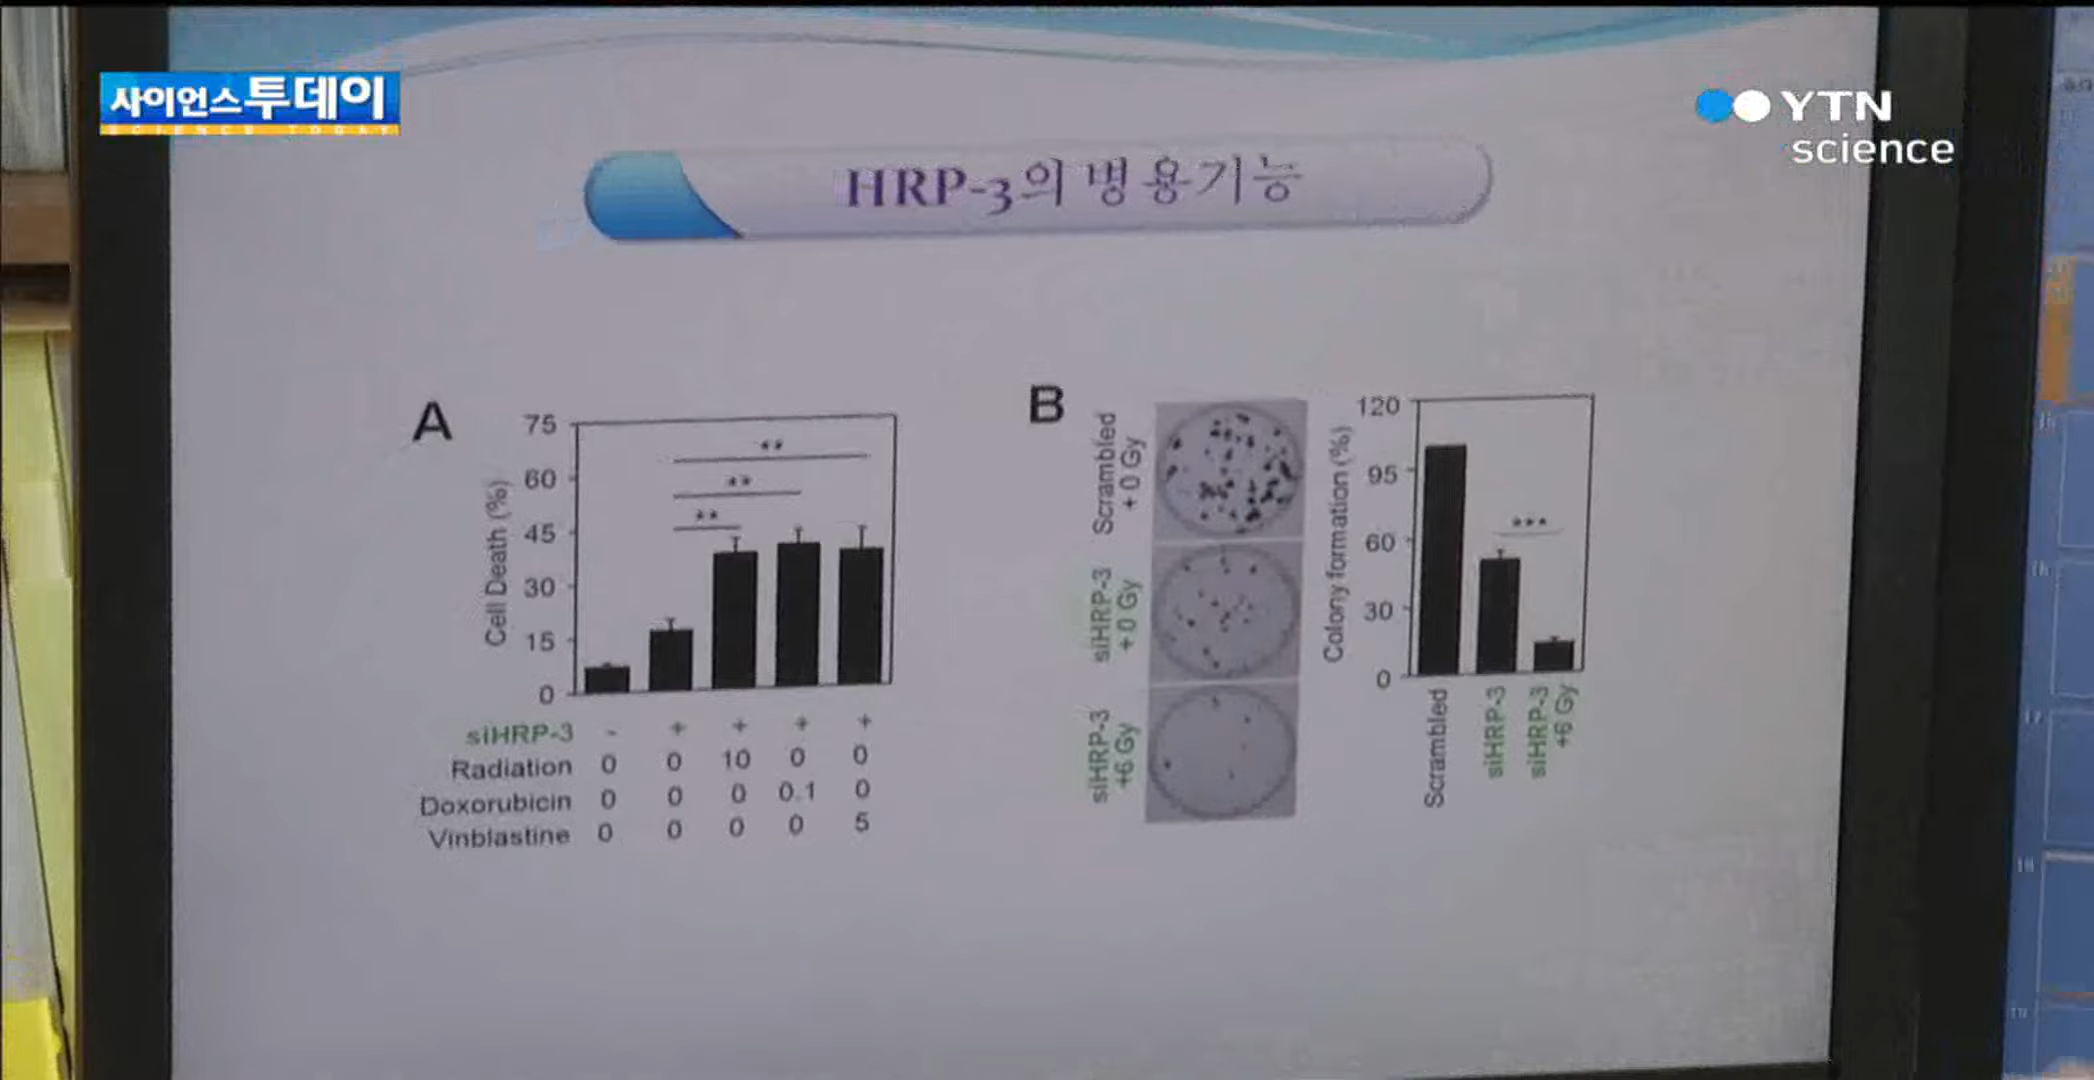 사이언스투데이
SCIENCE TODAY
YTN
science
HRP-3의 병용기능
A
75
60
45
30
15
0
Cell Death (%)
**
**
**
siHRP-3 - + + + +
Radiation 0 0 10 0 0
Doxorubicin 0 0 0 0.1 0
Vinblastine 0 0 0 0 5
B
Scrambled
+ 0 Gy
siHRP-3
+ 0 Gy
siHRP-3
+6 Gy
120
95
60
30
0
Colony formation (%)
***
Scrambled
siHRP-3
siHRP-3
+6 Gy
17
18